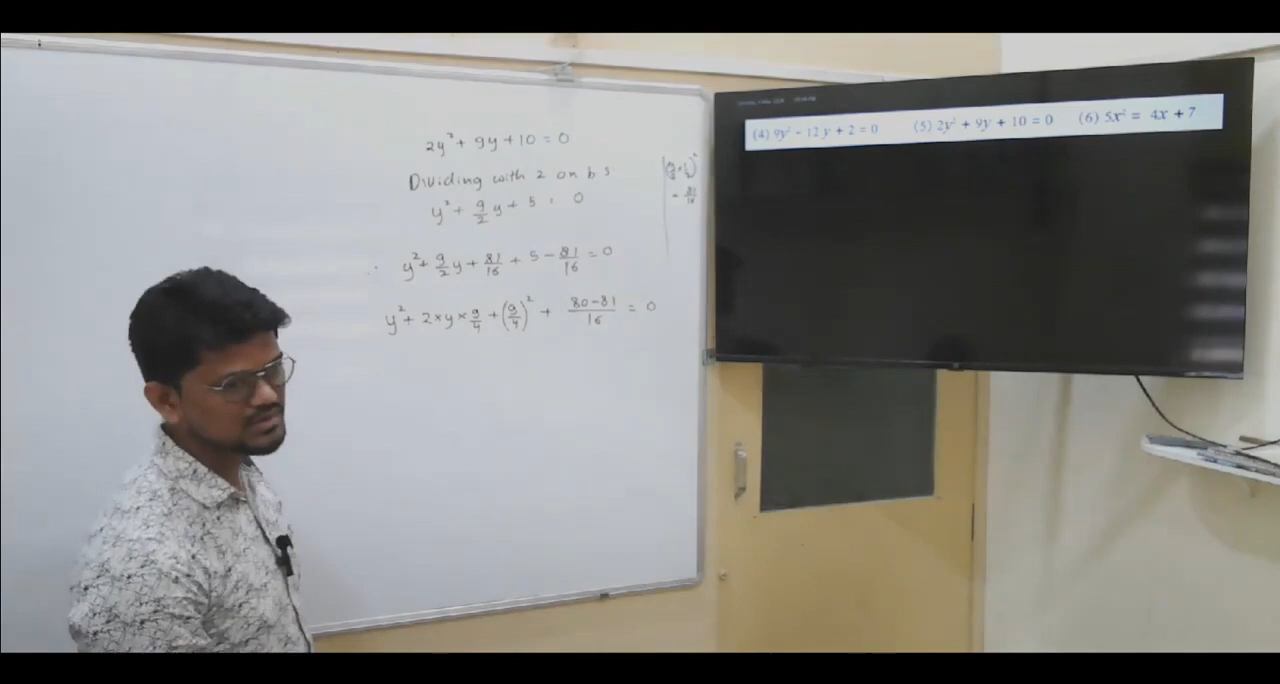 2y² + 9y + 10 = 0
Dividing with 2 on b s
y² + 9/2 y + 5 = 0
∴ y² + 9/2 y + 81/16 + 5 - 81/16 = 0
y² + 2×y×9/4 + (9/4)² + 80-81/16 = 0
= 81/16
(4) 9y² - 12y + 2 = 0 (5) 2y² + 9y + 10 = 0 (6) 5x² = 4x + 7